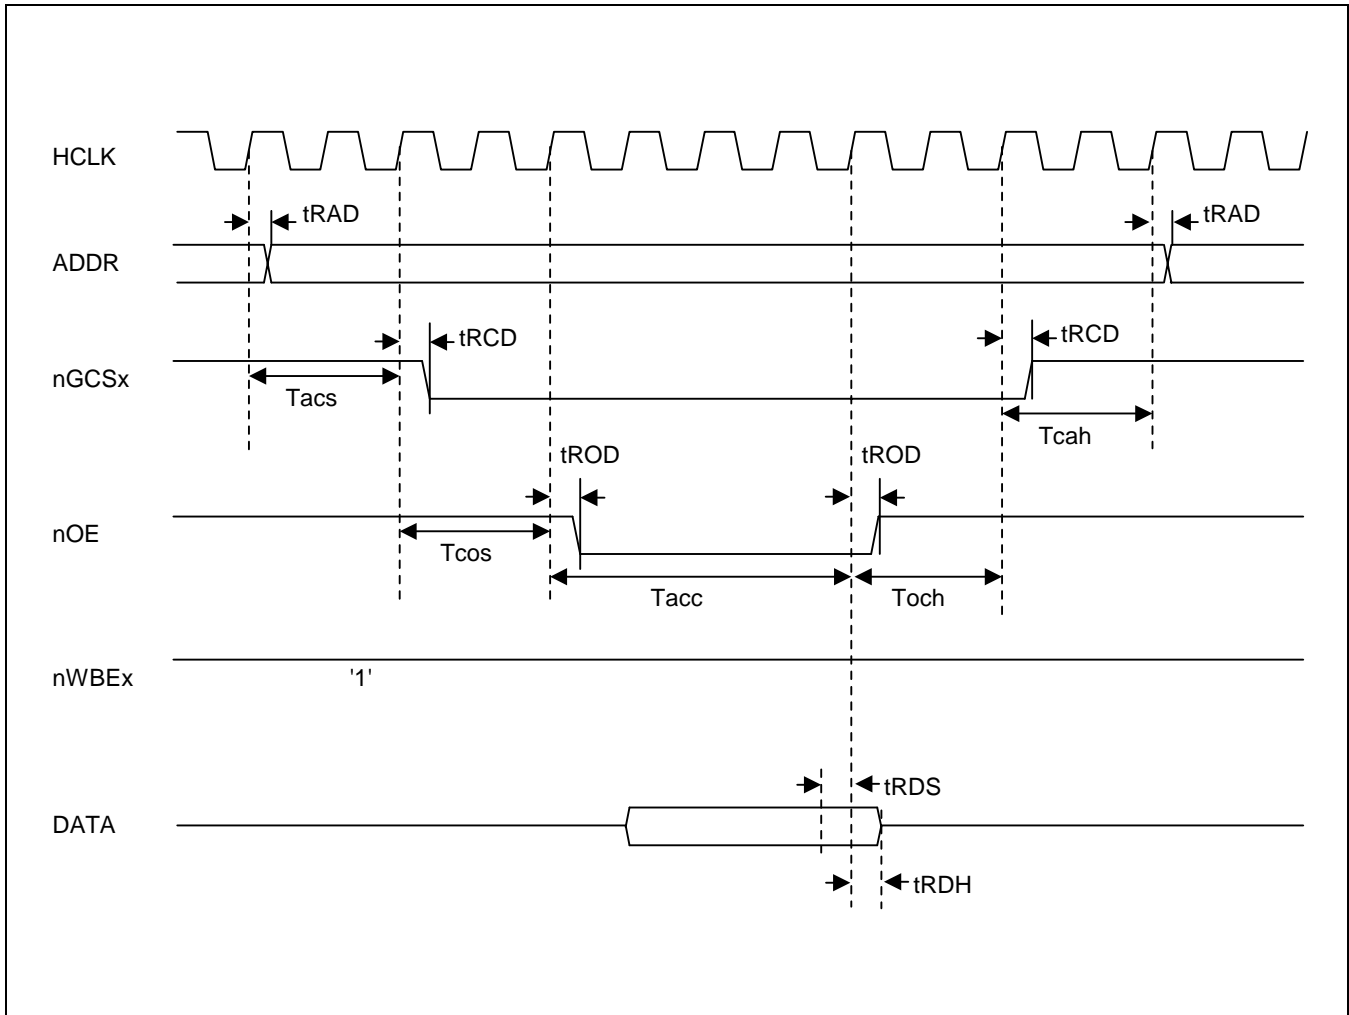 HCLK
tRAD
tRAD
ADDR
tRCD
tRCD
nGCSx
Tacs
Tcah
tROD
tROD
nOE
Tcos
Tacc
Toch
nWBEx
'1'
tRDS
DATA
tRDH